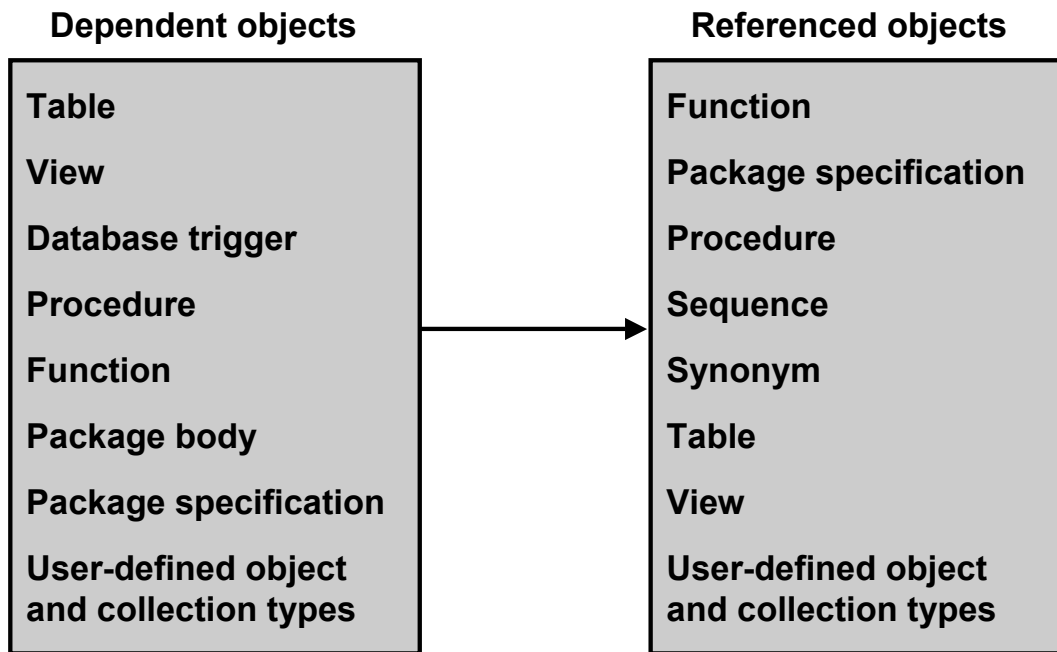 Dependent objects
Table
View
Database trigger
Procedure
Function
Package body
Package specification
User-defined object
and collection types
Referenced objects
Function
Package specification
Procedure
Sequence
Synonym
Table
View
User-defined object
and collection types